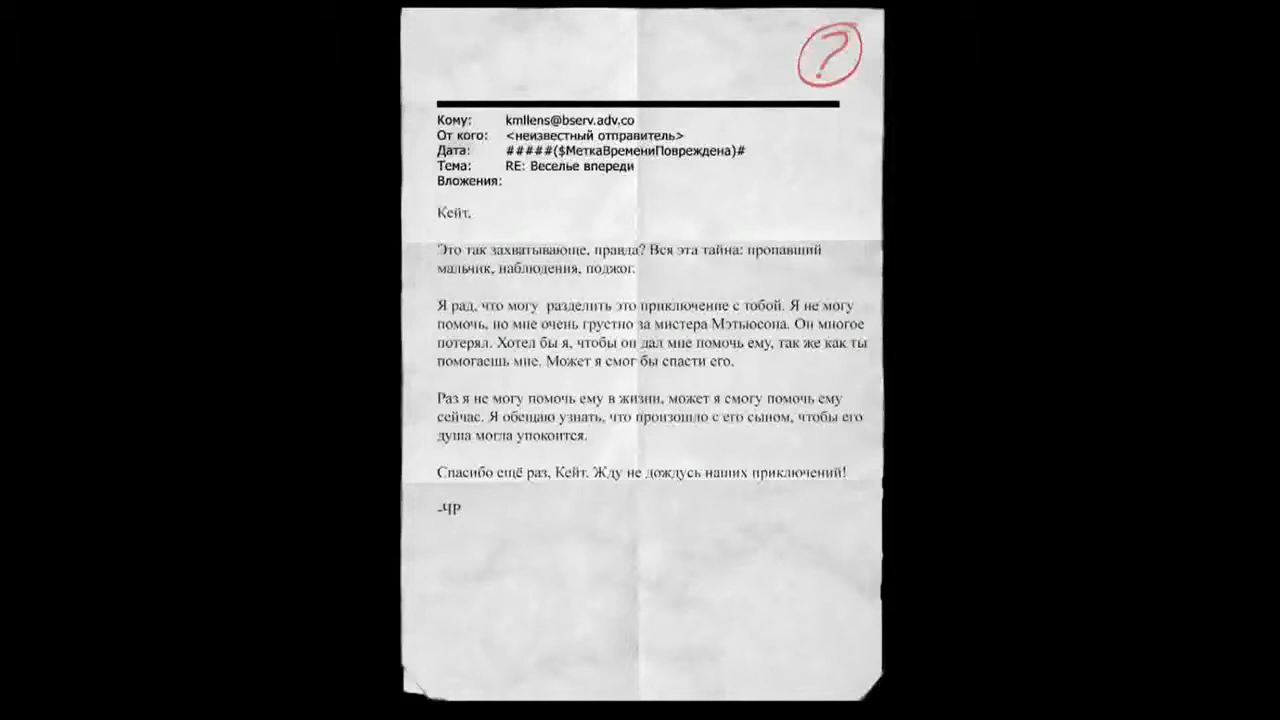 ?
Кому: kmllens@bserv.adv.co
От кого: <неизвестный отправитель>
Дата: #####($МеткаВремениПовреждена)#
Тема: RE: Веселье впереди
Вложения:
Кейт,
Это так захватывающе, правда? Вся эта тайна: пропавший
мальчик, наблюдения, поджог.
Я рад, что могу разделить это приключение с тобой. Я не могу
помочь, но мне очень грустно за мистера Мэтьюсона. Он многое
потерял. Хотел бы я, чтобы он дал мне помочь ему, так же как ты
помогаешь мне. Может я смог бы спасти его.
Раз я не могу помочь ему в жизни, может я смогу помочь ему
сейчас. Я обещаю узнать, что произошло с его сыном, чтобы его
душа могла упокоится.
Спасибо ещё раз, Кейт. Жду не дождусь наших приключений!
-ЧР